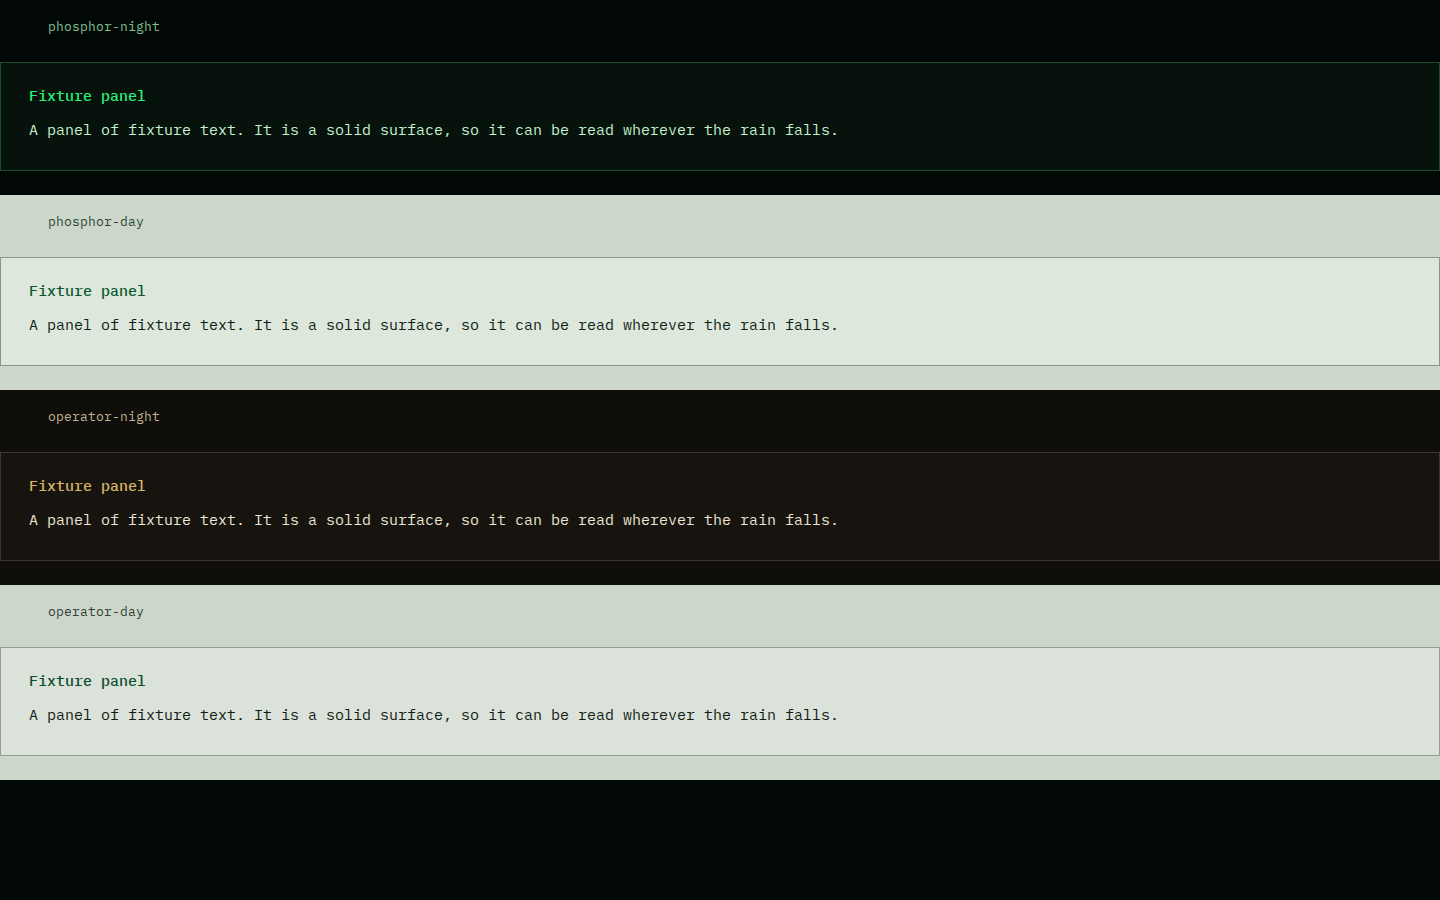 phosphor-night
Fixture panel
A panel of fixture text. It is a solid surface, so it can be read wherever the rain falls.
phosphor-day
Fixture panel
A panel of fixture text. It is a solid surface, so it can be read wherever the rain falls.
operator-night
Fixture panel
A panel of fixture text. It is a solid surface, so it can be read wherever the rain falls.
operator-day
Fixture panel
A panel of fixture text. It is a solid surface, so it can be read wherever the rain falls.